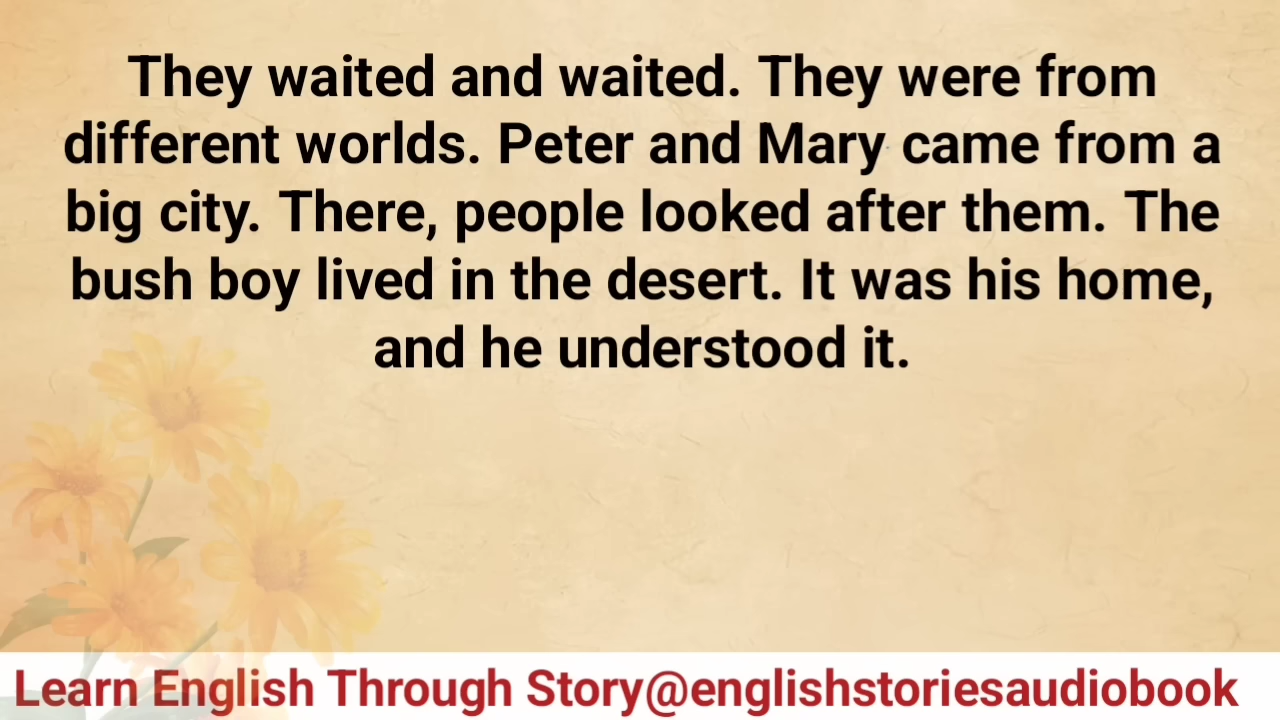 They waited and waited. They were from
different worlds. Peter and Mary came from a
big city. There, people looked after them. The
bush boy lived in the desert. It was his home,
and he understood it.
Learn English Through Story@englishstoriesaudiobook